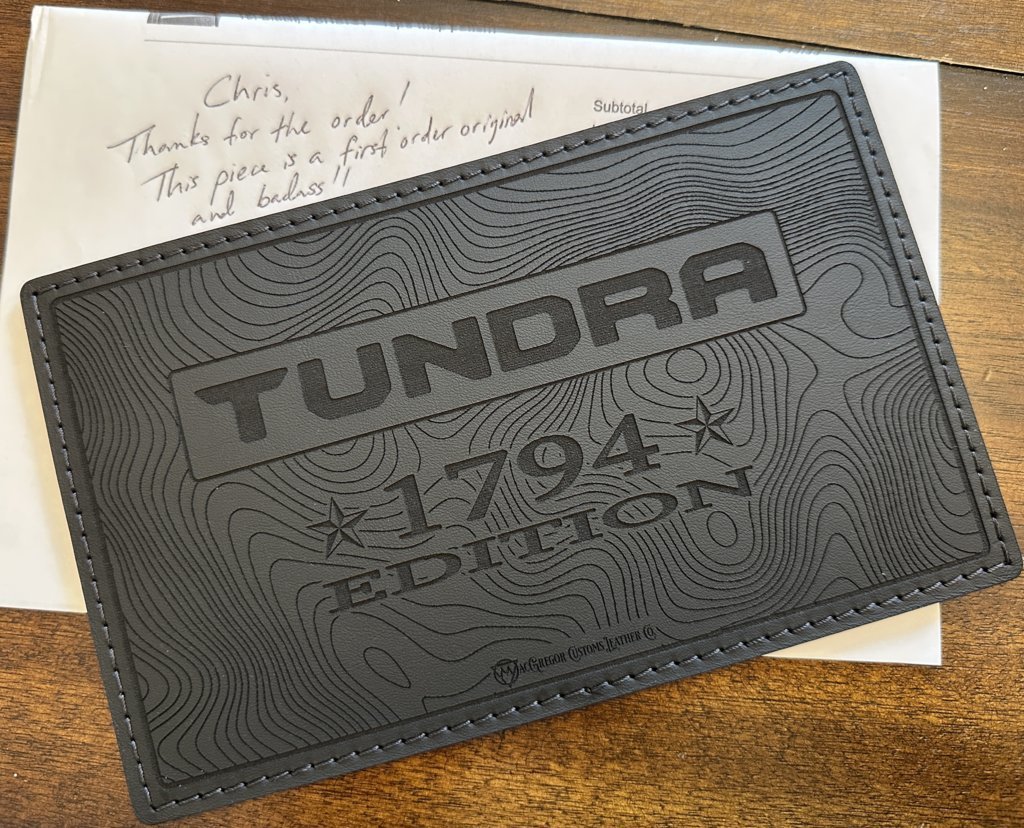 Chris,
Thanks for the order!
This piece is a first order original
and badass!!
Subtotal
TUNDRA
1794
EDITION
MacGregor Customs Leather Co.